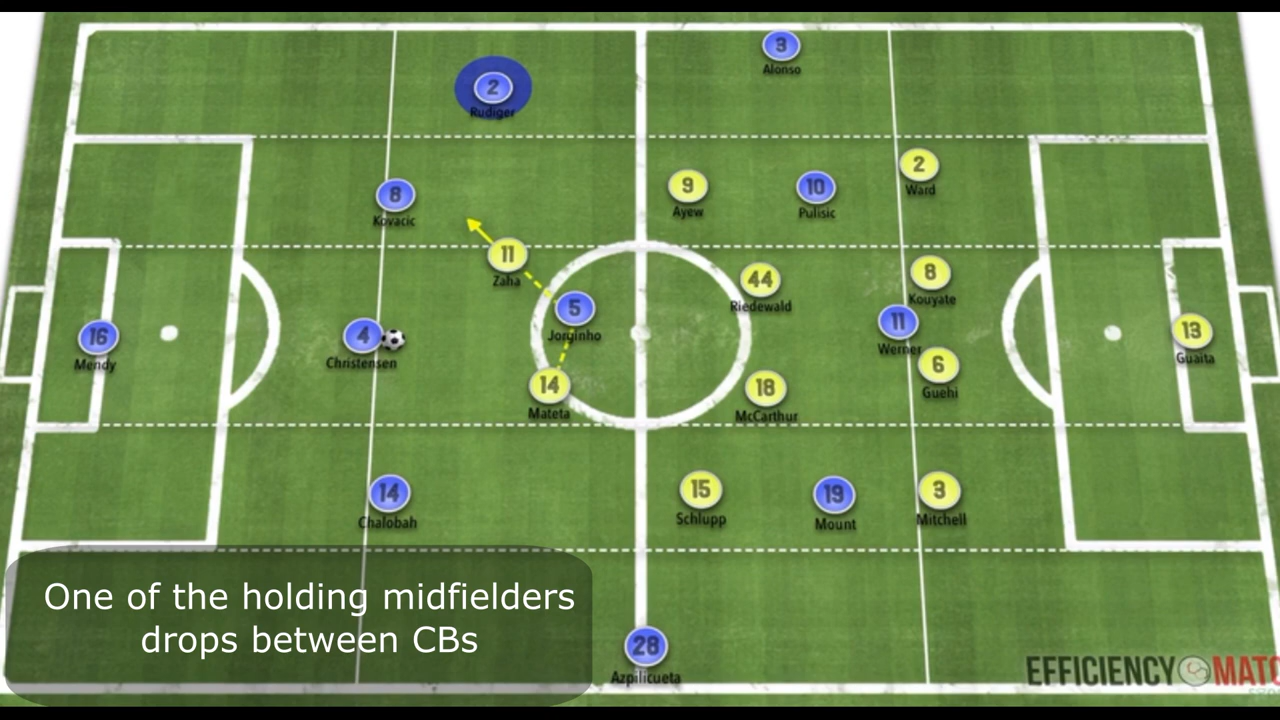 3
Alonso
2
Rudiger
2
Ward
9
Ayew
10
Pulisic
8
Kovacic
11
Zaha
44
Riedewald
8
Kouyate
5
Jorginho
11
Werner
13
Guaita
16
Mendy
4
Christensen
6
Guehi
14
Mateta
18
McCarthur
14
Chalobah
15
Schlupp
19
Mount
3
Mitchell
One of the holding midfielders
drops between CBs
28
Azpilicueta
EFFICIENCY